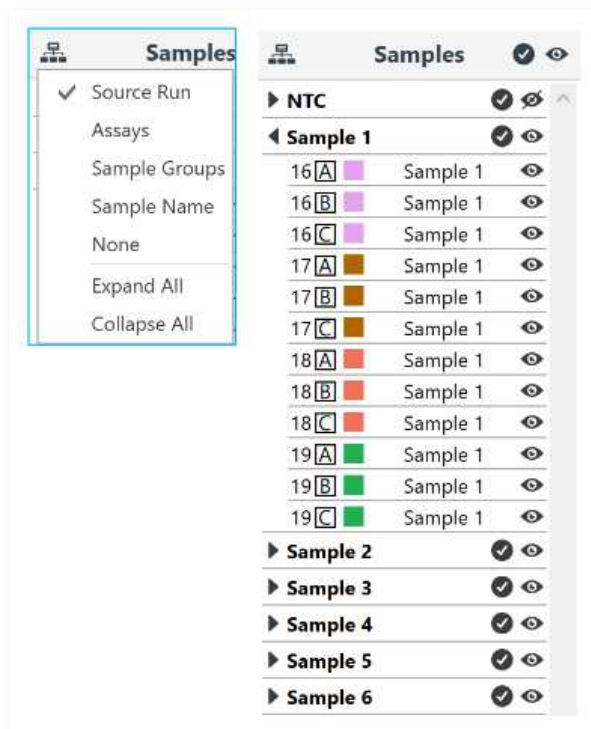 Samples
Source Run
Assays
Sample Groups
Sample Name
None
Expand All
Collapse All
Samples
NTC
Sample 1
16 A Sample 1
16 B Sample 1
16 C Sample 1
17 A Sample 1
17 B Sample 1
17 C Sample 1
18 A Sample 1
18 B Sample 1
18 C Sample 1
19 A Sample 1
19 B Sample 1
19 C Sample 1
Sample 2
Sample 3
Sample 4
Sample 5
Sample 6